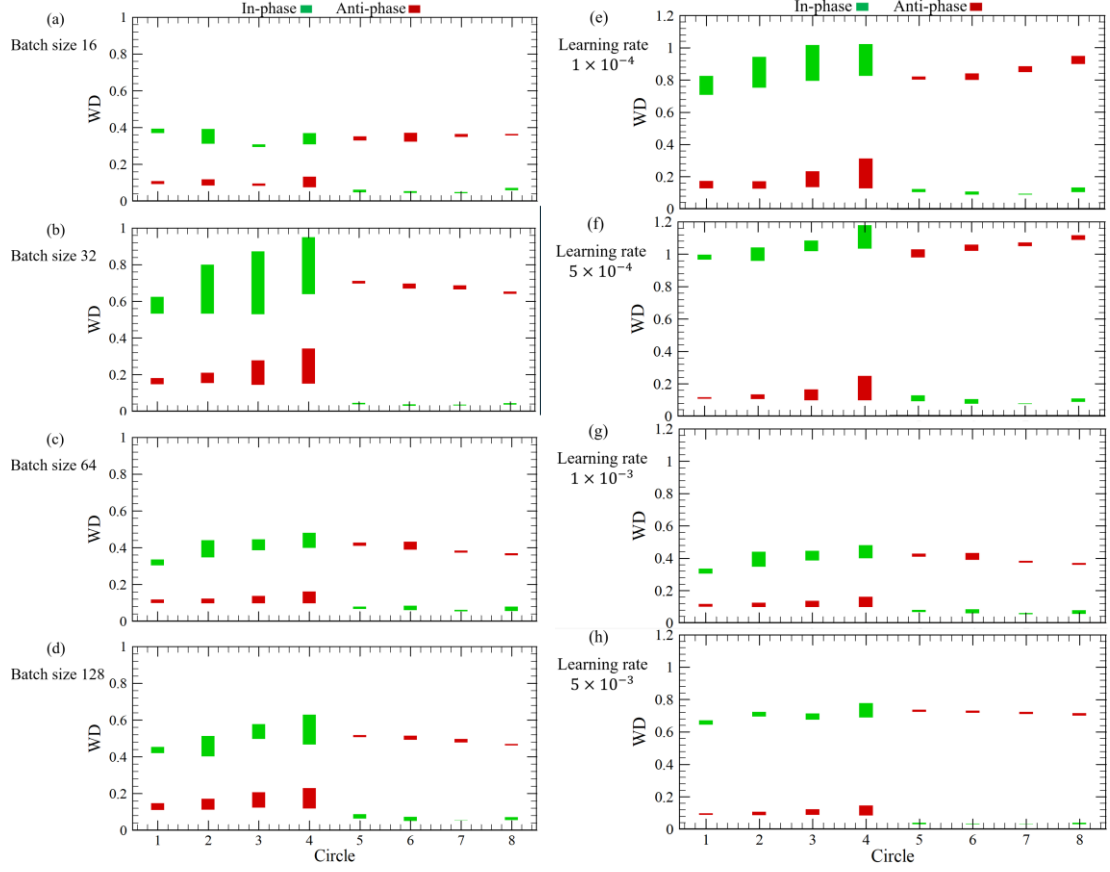 In-phase Anti-phase
(a)
Batch size 16
WD
1
0.8
0.6
0.4
0.2
0
(b)
Batch size 32
WD
1
0.8
0.6
0.4
0.2
0
(c)
Batch size 64
WD
1
0.8
0.6
0.4
0.2
0
(d)
Batch size 128
WD
1
0.8
0.6
0.4
0.2
0
1 2 3 4 5 6 7 8
Circle
In-phase Anti-phase
(e)
Learning rate
1 × 10⁻⁴
WD
1.2
1
0.8
0.6
0.4
0.2
0
(f)
Learning rate
5 × 10⁻⁴
WD
1.2
1
0.8
0.6
0.4
0.2
0
(g)
Learning rate
1 × 10⁻³
WD
1.2
1
0.8
0.6
0.4
0.2
0
(h)
Learning rate
5 × 10⁻³
WD
1.2
1
0.8
0.6
0.4
0.2
0
1 2 3 4 5 6 7 8
Circle